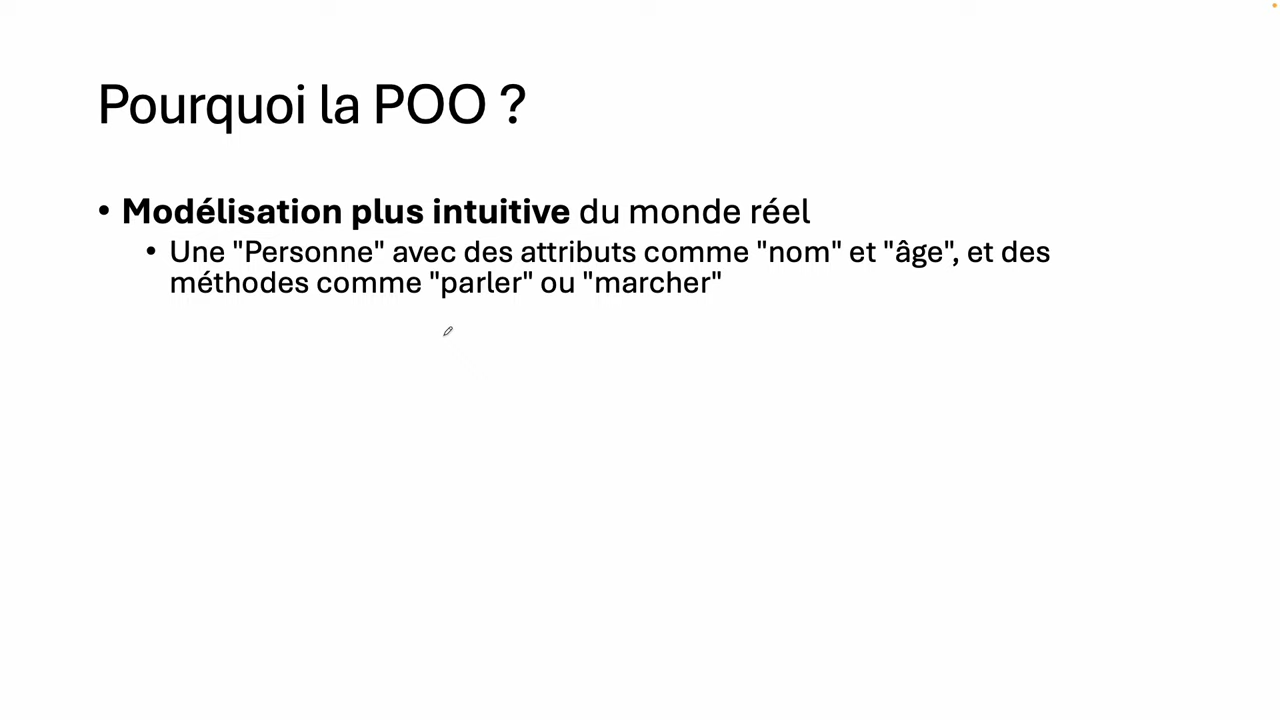 Pourquoi la POO ?
• Modélisation plus intuitive du monde réel
• Une "Personne" avec des attributs comme "nom" et "âge", et des
méthodes comme "parler" ou "marcher"